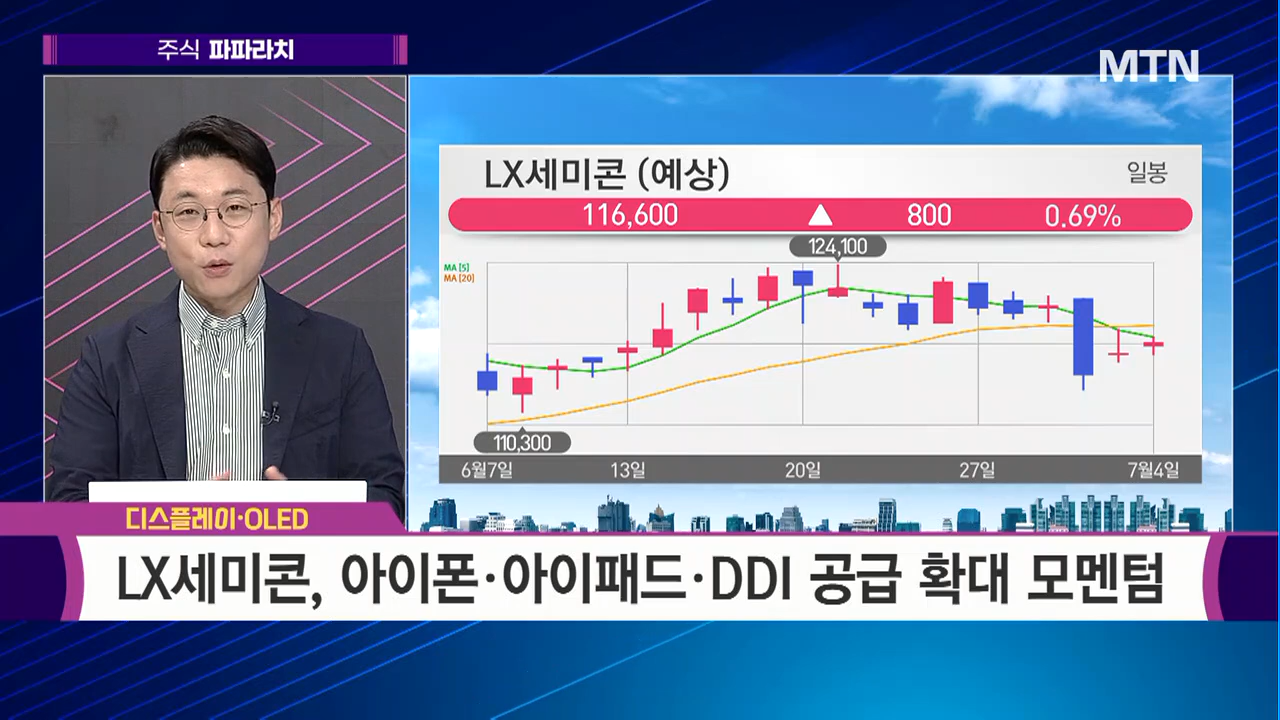 주식 파파라치
MTN
LX세미콘 (예상)
일봉
116,600 ▲ 800 0.69%
124,100
MA [5]
MA [20]
110,300
6월7일 13일 20일 27일 7월4일
디스플레이·OLED
LX세미콘, 아이폰·아이패드·DDI 공급 확대 모멘텀